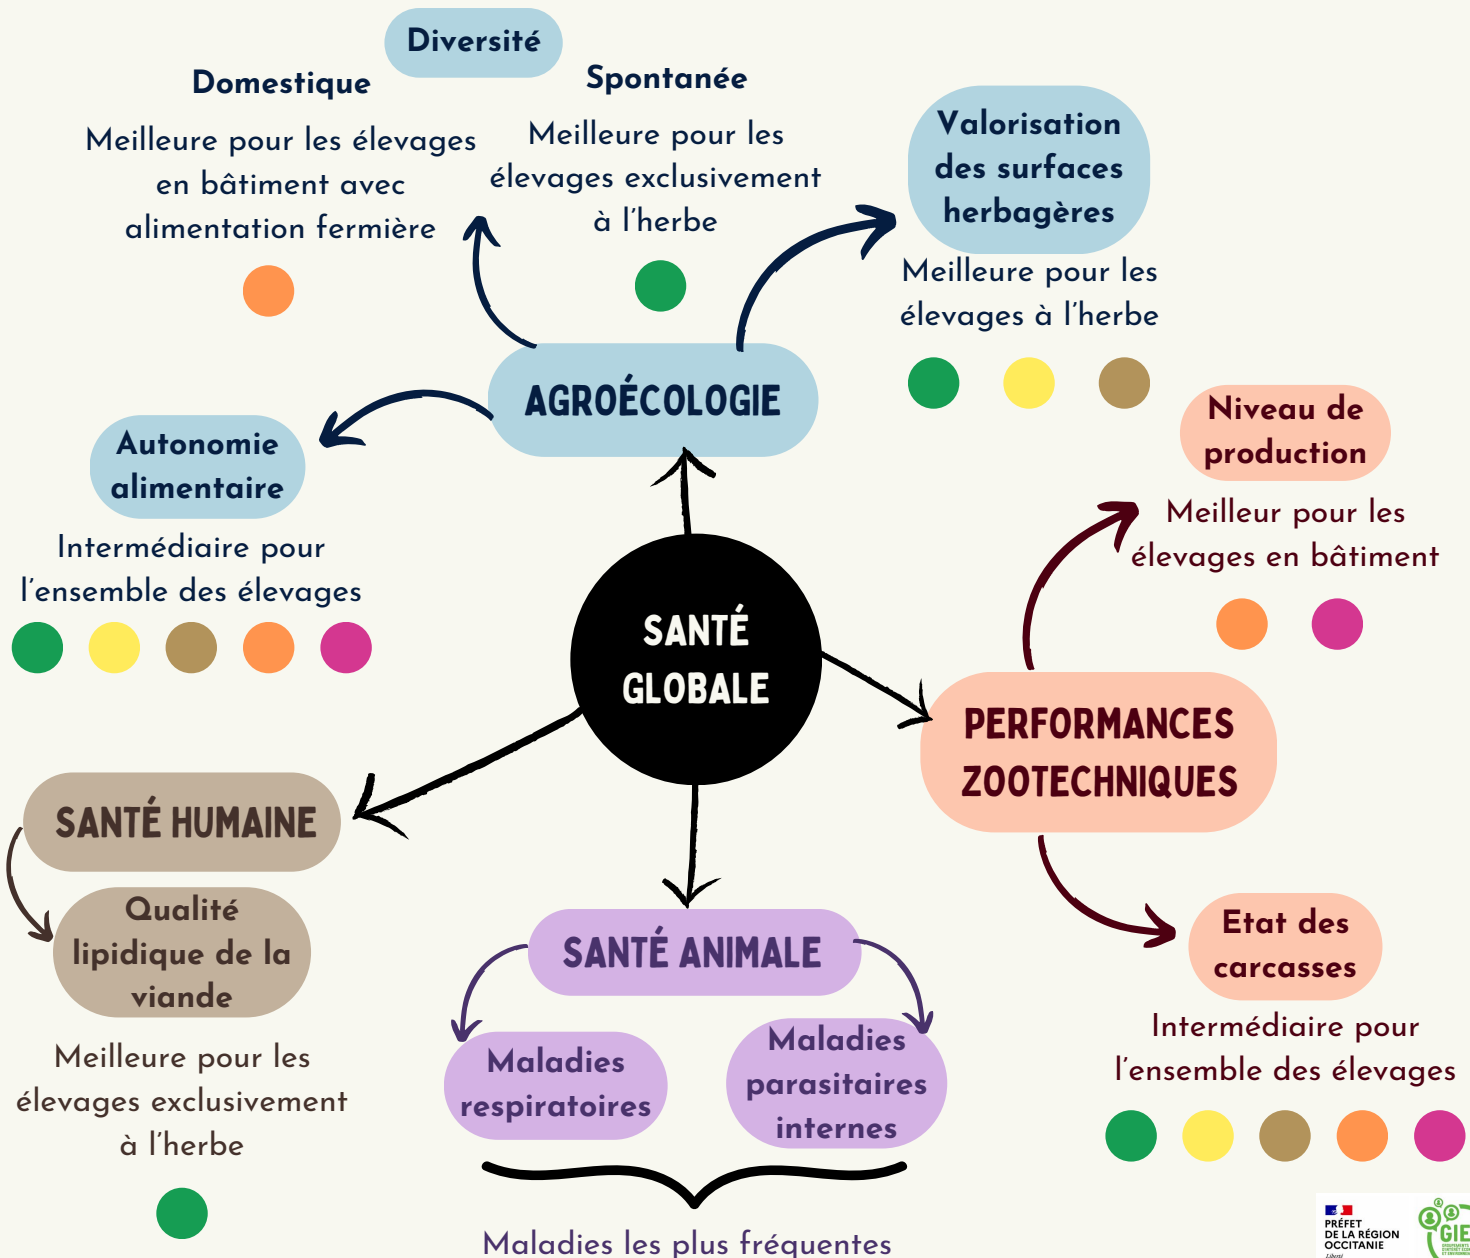 Diversité
Domestique
Meilleure pour les élevages
en bâtiment avec
alimentation fermière
Spontanée
Meilleure pour les
élevages exclusivement
à l'herbe
Valorisation
des surfaces
herbagères
Meilleure pour les
élevages à l'herbe
AGROÉCOLOGIE
Autonomie
alimentaire
Intermédiaire pour
l'ensemble des élevages
Niveau de
production
Meilleur pour les
élevages en bâtiment
SANTÉ
GLOBALE
PERFORMANCES
ZOOTECHNIQUES
SANTÉ HUMAINE
Qualité
lipidique de la
viande
Meilleure pour les
élevages exclusivement
à l'herbe
SANTÉ ANIMALE
Maladies
respiratoires
Maladies
parasitaires
internes
Maladies les plus fréquentes
Etat des
carcasses
Intermédiaire pour
l'ensemble des élevages
PRÉFET
DE LA RÉGION
OCCITANIE
Liberté
GIE